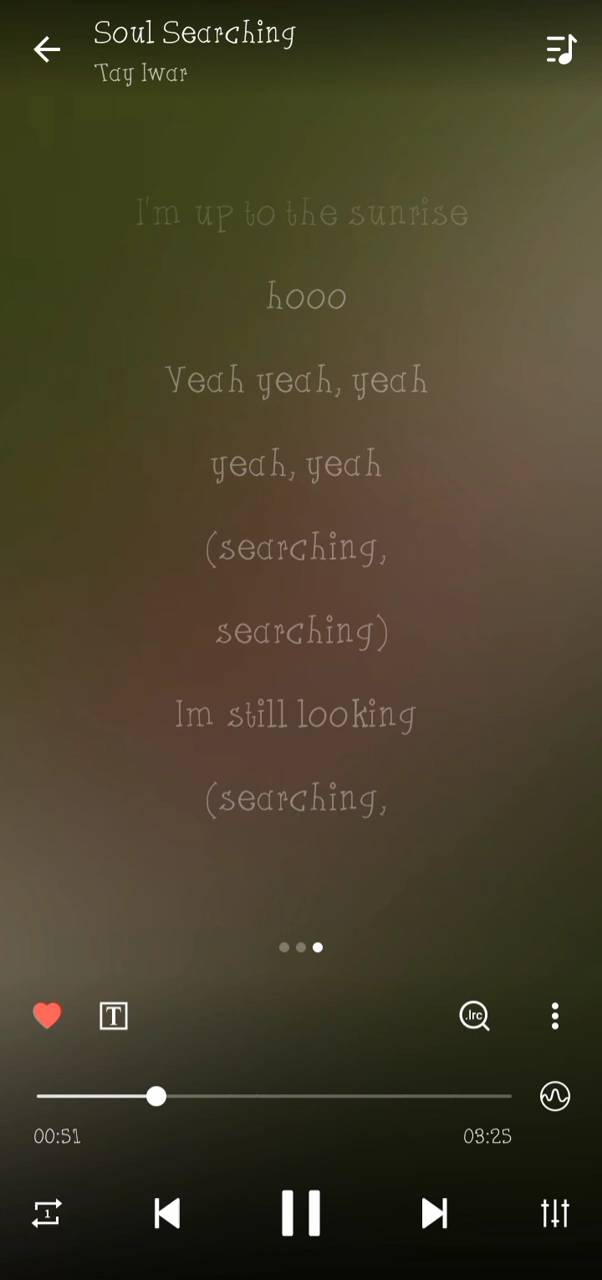 Soul Searching
Tay Iwar
I'm up to the sunrise
hooo
Yeah yeah, yeah
yeah, yeah
(searching,
searching)
Im still looking
(searching,
T
.lrc
00:51
03:25
1